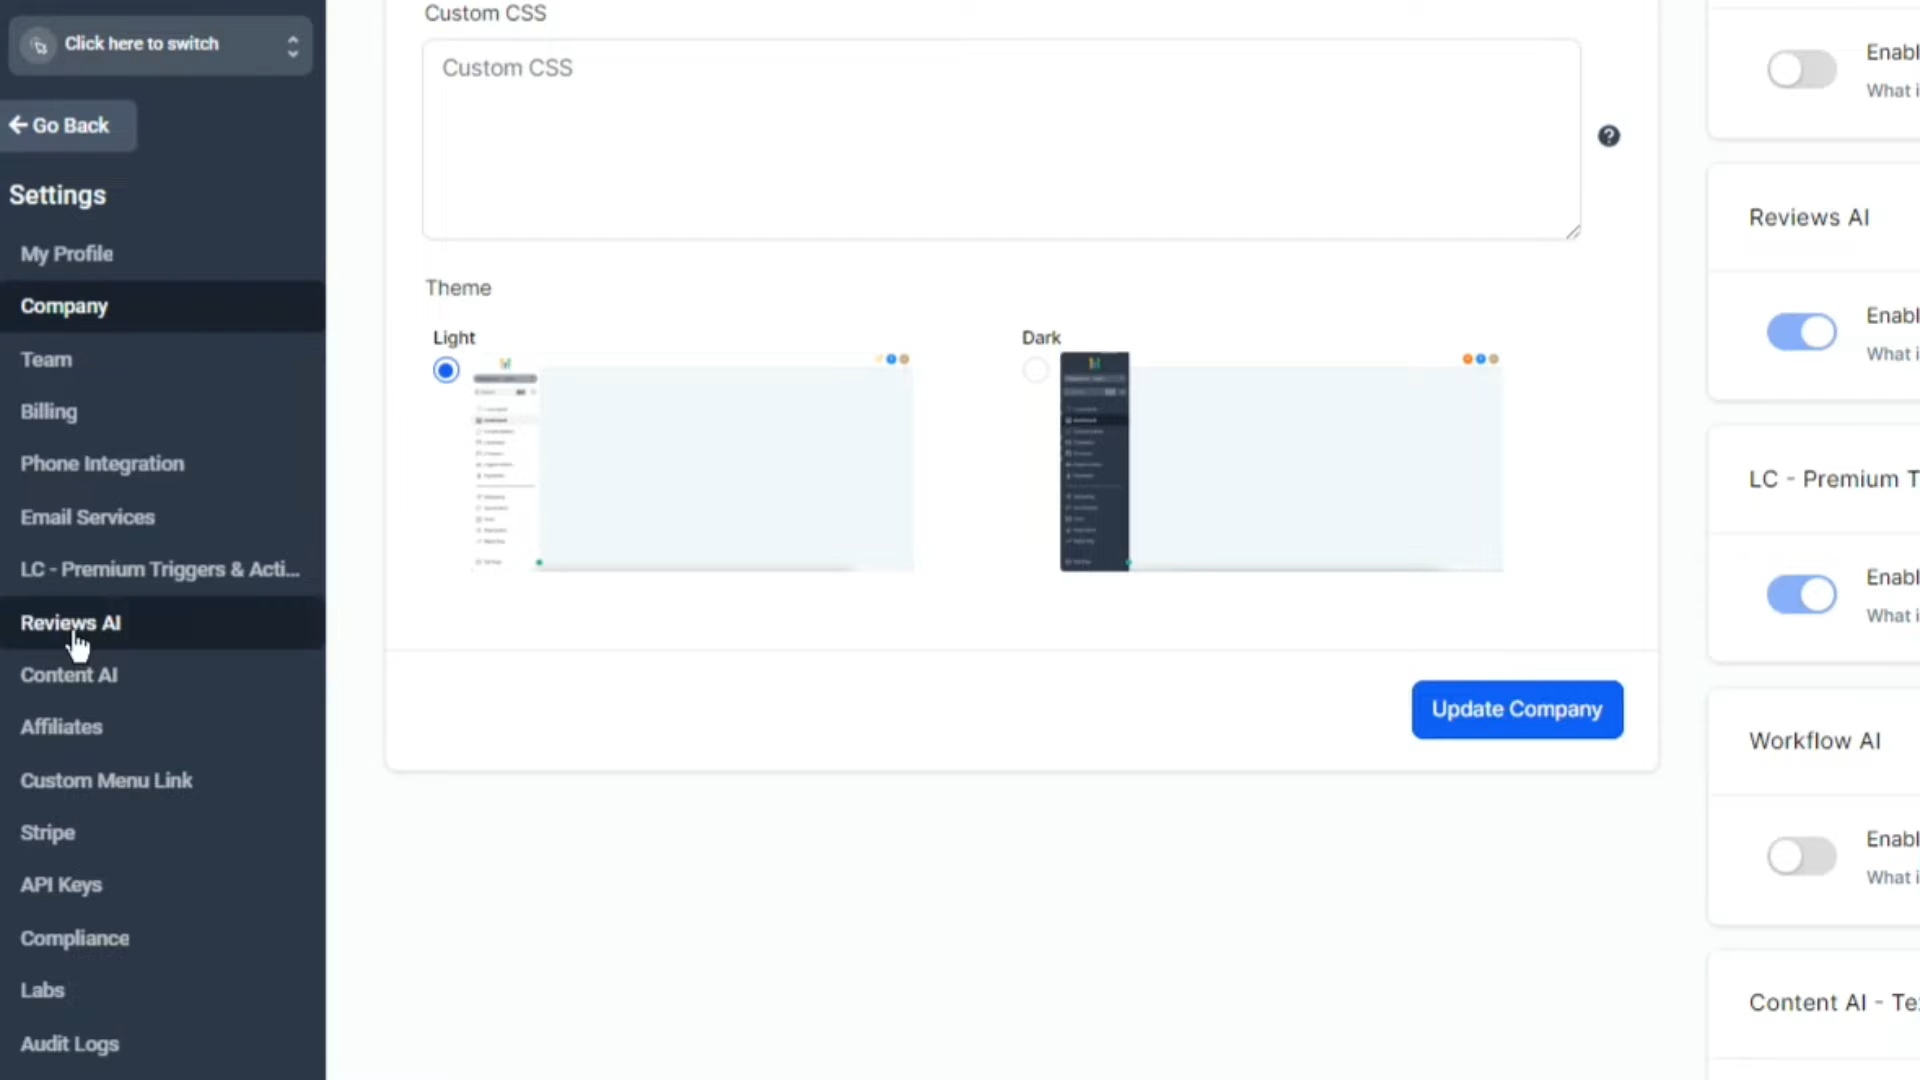 Click here to switch
Go Back
Settings
My Profile
Company
Team
Billing
Phone Integration
Email Services
LC - Premium Triggers & Acti...
Reviews AI
Content AI
Affiliates
Custom Menu Link
Stripe
API Keys
Compliance
Labs
Audit Logs
Custom CSS
Custom CSS
Theme
Light
Dark
Update Company
Enabl
What i
Reviews AI
Enabl
What i
LC - Premium T
Enabl
What i
Workflow AI
Enabl
What i
Content AI - Te